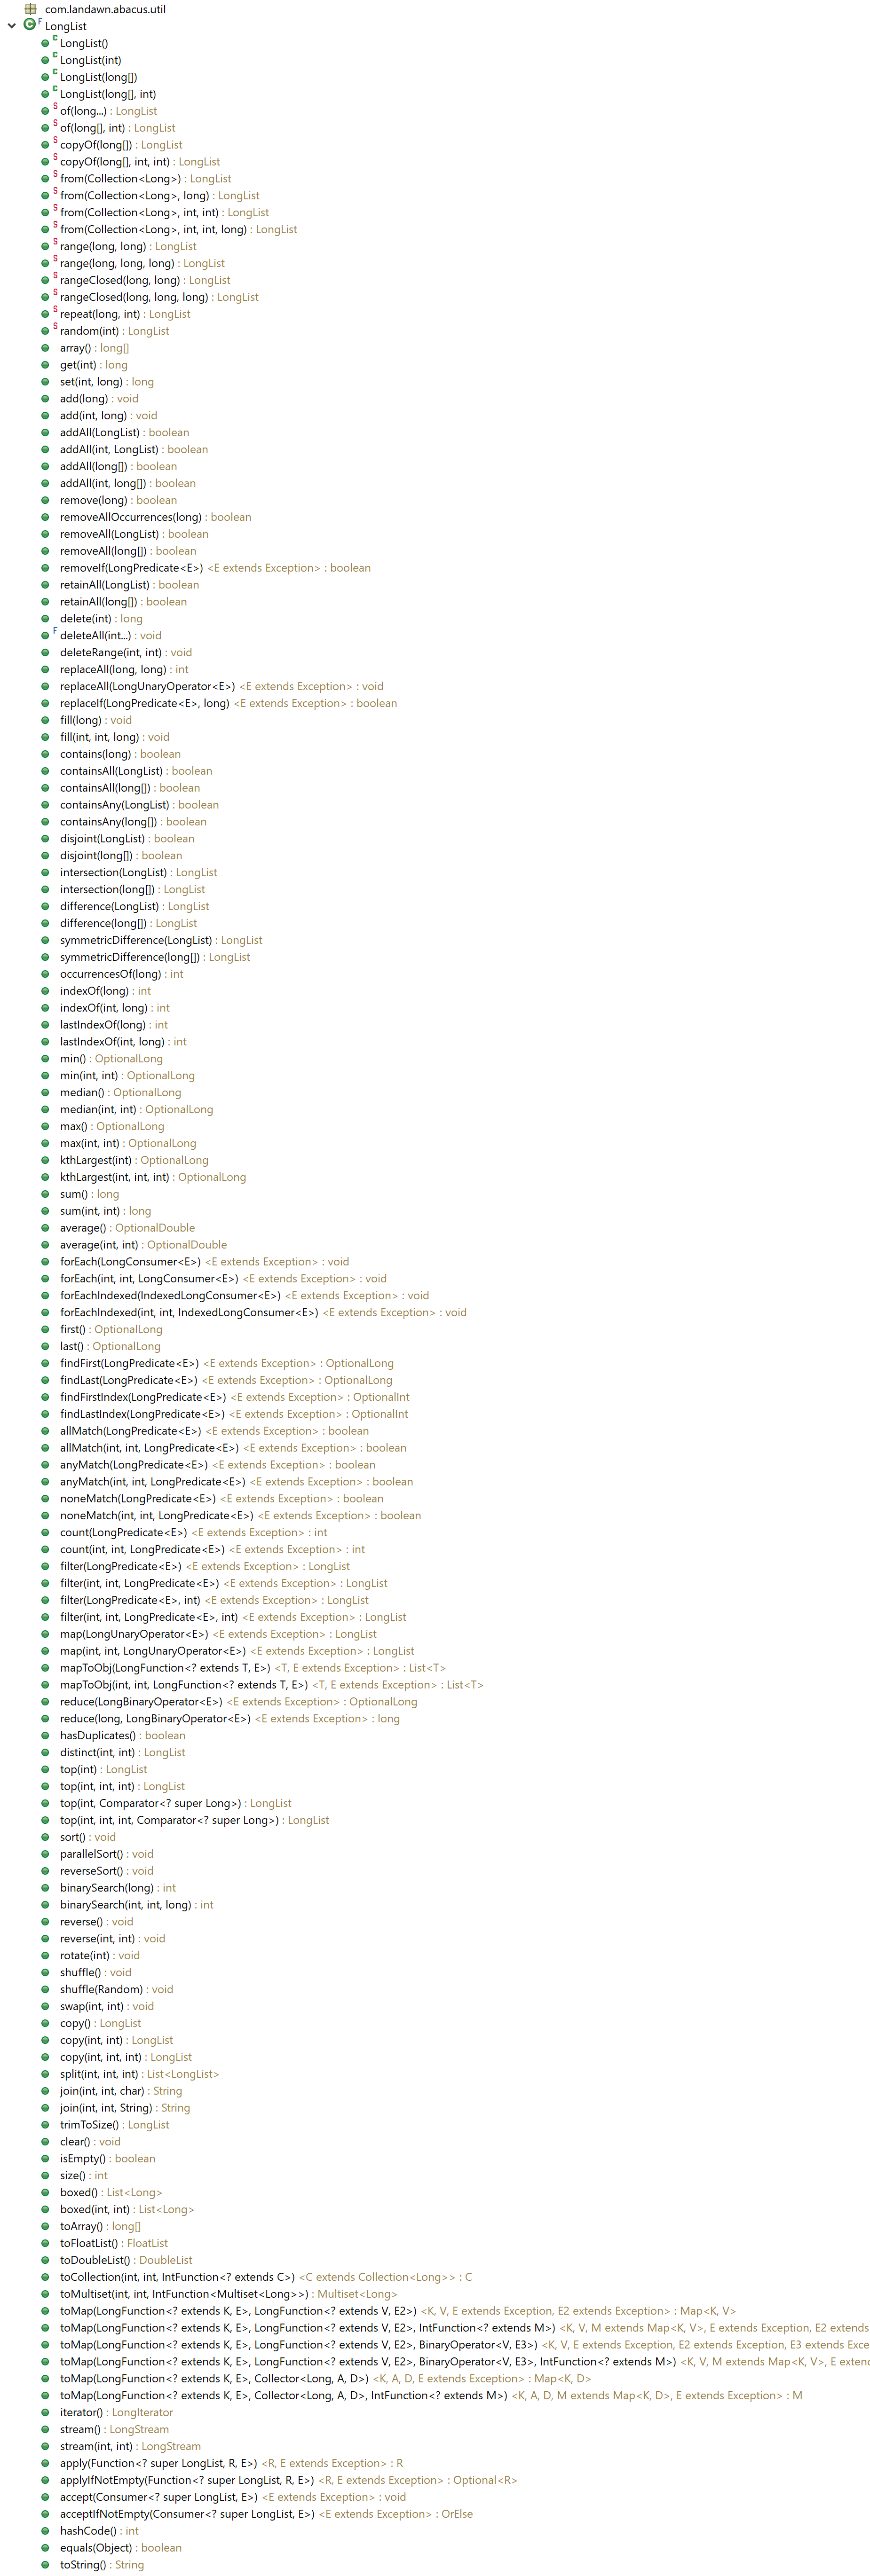 com.landawn.abacus.util
LongList
LongList()
LongList(int)
LongList(long[])
LongList(long[], int)
of(long...) : LongList
of(long[], int) : LongList
copyOf(long[]) : LongList
copyOf(long[], int, int) : LongList
from(Collection<Long>) : LongList
from(Collection<Long>, long) : LongList
from(Collection<Long>, int, int) : LongList
from(Collection<Long>, int, int, long) : LongList
range(long, long) : LongList
range(long, long, long) : LongList
rangeClosed(long, long) : LongList
rangeClosed(long, long, long) : LongList
repeat(long, int) : LongList
random(int) : LongList
array() : long[]
get(int) : long
set(int, long) : long
add(long) : void
add(int, long) : void
addAll(LongList) : boolean
addAll(int, LongList) : boolean
addAll(long[]) : boolean
addAll(int, long[]) : boolean
remove(long) : boolean
removeAllOccurrences(long) : boolean
removeAll(LongList) : boolean
removeAll(long[]) : boolean
removeIf(LongPredicate<E>) <E extends Exception> : boolean
retainAll(LongList) : boolean
retainAll(long[]) : boolean
delete(int) : long
deleteAll(int...) : void
deleteRange(int, int) : void
replaceAll(long, long) : int
replaceAll(LongUnaryOperator<E>) <E extends Exception> : void
replaceIf(LongPredicate<E>, long) <E extends Exception> : boolean
fill(long) : void
fill(int, int, long) : void
contains(long) : boolean
containsAll(LongList) : boolean
containsAll(long[]) : boolean
containsAny(LongList) : boolean
containsAny(long[]) : boolean
disjoint(LongList) : boolean
disjoint(long[]) : boolean
intersection(LongList) : LongList
intersection(long[]) : LongList
difference(LongList) : LongList
difference(long[]) : LongList
symmetricDifference(LongList) : LongList
symmetricDifference(long[]) : LongList
occurrencesOf(long) : int
indexOf(long) : int
indexOf(int, long) : int
lastIndexOf(long) : int
lastIndexOf(int, long) : int
min() : OptionalLong
min(int, int) : OptionalLong
median() : OptionalLong
median(int, int) : OptionalLong
max() : OptionalLong
max(int, int) : OptionalLong
kthLargest(int) : OptionalLong
kthLargest(int, int, int) : OptionalLong
sum() : long
sum(int, int) : long
average() : OptionalDouble
average(int, int) : OptionalDouble
forEach(LongConsumer<E>) <E extends Exception> : void
forEach(int, int, LongConsumer<E>) <E extends Exception> : void
forEachIndexed(IndexedLongConsumer<E>) <E extends Exception> : void
forEachIndexed(int, int, IndexedLongConsumer<E>) <E extends Exception> : void
first() : OptionalLong
last() : OptionalLong
findFirst(LongPredicate<E>) <E extends Exception> : OptionalLong
findLast(LongPredicate<E>) <E extends Exception> : OptionalLong
findFirstIndex(LongPredicate<E>) <E extends Exception> : OptionalInt
findLastIndex(LongPredicate<E>) <E extends Exception> : OptionalInt
allMatch(LongPredicate<E>) <E extends Exception> : boolean
allMatch(int, int, LongPredicate<E>) <E extends Exception> : boolean
anyMatch(LongPredicate<E>) <E extends Exception> : boolean
anyMatch(int, int, LongPredicate<E>) <E extends Exception> : boolean
noneMatch(LongPredicate<E>) <E extends Exception> : boolean
noneMatch(int, int, LongPredicate<E>) <E extends Exception> : boolean
count(LongPredicate<E>) <E extends Exception> : int
count(int, int, LongPredicate<E>) <E extends Exception> : int
filter(LongPredicate<E>) <E extends Exception> : LongList
filter(int, int, LongPredicate<E>) <E extends Exception> : LongList
filter(LongPredicate<E>, int) <E extends Exception> : LongList
filter(int, int, LongPredicate<E>, int) <E extends Exception> : LongList
map(LongUnaryOperator<E>) <E extends Exception> : LongList
map(int, int, LongUnaryOperator<E>) <E extends Exception> : LongList
mapToObj(LongFunction<? extends T, E>) <T, E extends Exception> : List<T>
mapToObj(int, int, LongFunction<? extends T, E>) <T, E extends Exception> : List<T>
reduce(LongBinaryOperator<E>) <E extends Exception> : OptionalLong
reduce(long, LongBinaryOperator<E>) <E extends Exception> : long
hasDuplicates() : boolean
distinct(int, int) : LongList
top(int) : LongList
top(int, int, int) : LongList
top(int, Comparator<? super Long>) : LongList
top(int, int, int, Comparator<? super Long>) : LongList
sort() : void
parallelSort() : void
reverseSort() : void
binarySearch(long) : int
binarySearch(int, int, long) : int
reverse() : void
reverse(int, int) : void
rotate(int) : void
shuffle() : void
shuffle(Random) : void
swap(int, int) : void
copy() : LongList
copy(int, int) : LongList
copy(int, int, int) : LongList
split(int, int, int) : List<LongList>
join(int, int, char) : String
join(int, int, String) : String
trimToSize() : LongList
clear() : void
isEmpty() : boolean
size() : int
boxed() : List<Long>
boxed(int, int) : List<Long>
toArray() : long[]
toFloatList() : FloatList
toDoubleList() : DoubleList
toCollection(int, int, IntFunction<? extends C>) <C extends Collection<Long>> : C
toMultiset(int, int, IntFunction<Multiset<Long>>) : Multiset<Long>
toMap(LongFunction<? extends K, E>, LongFunction<? extends V, E2>) <K, V, E extends Exception, E2 extends Exception> : Map<K, V>
toMap(LongFunction<? extends K, E>, LongFunction<? extends V, E2>, IntFunction<? extends M>) <K, V, M extends Map<K, V>, E extends Exception, E2 extends
toMap(LongFunction<? extends K, E>, LongFunction<? extends V, E2>, BinaryOperator<V, E3>) <K, V, E extends Exception, E2 extends Exception, E3 extends Exce
toMap(LongFunction<? extends K, E>, LongFunction<? extends V, E2>, BinaryOperator<V, E3>, IntFunction<? extends M>) <K, V, M extends Map<K, V>, E exten
toMap(LongFunction<? extends K, E>, Collector<Long, A, D>) <K, A, D, E extends Exception> : Map<K, D>
toMap(LongFunction<? extends K, E>, Collector<Long, A, D>, IntFunction<? extends M>) <K, A, D, M extends Map<K, D>, E extends Exception> : M
iterator() : LongIterator
stream() : LongStream
stream(int, int) : LongStream
apply(Function<? super LongList, R, E>) <R, E extends Exception> : R
applyIfNotEmpty(Function<? super LongList, R, E>) <R, E extends Exception> : Optional<R>
accept(Consumer<? super LongList, E>) <E extends Exception> : void
acceptIfNotEmpty(Consumer<? super LongList, E>) <E extends Exception> : OrElse
hashCode() : int
equals(Object) : boolean
toString() : String